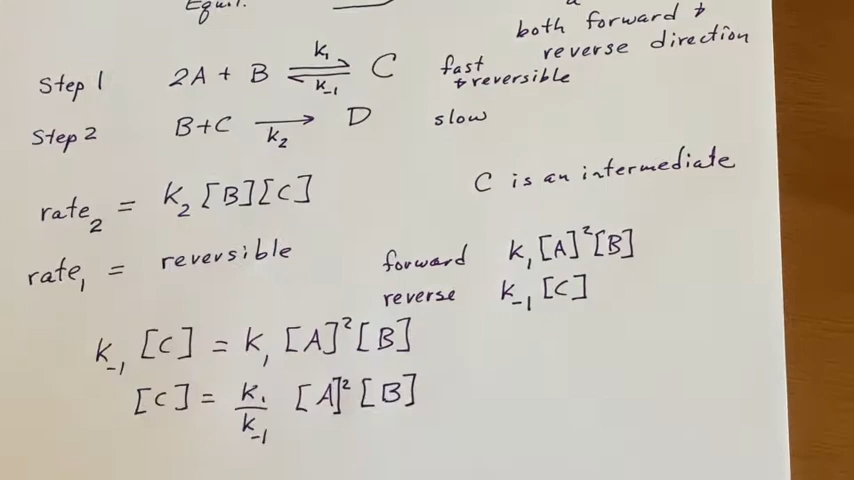 Equil.
both forward +
reverse direction
Step 1 2A + B ⇌ C fast
k₁
k₋₁
+ reversible
Step 2 B+C → D slow
k₂
C is an intermediate
rate₂ = k₂ [B][C]
rate₁ = reversible forward k₁ [A]²[B]
reverse k₋₁ [C]
k₋₁ [C] = k₁ [A]²[B]
[C] = k₁/k₋₁ [A]²[B]